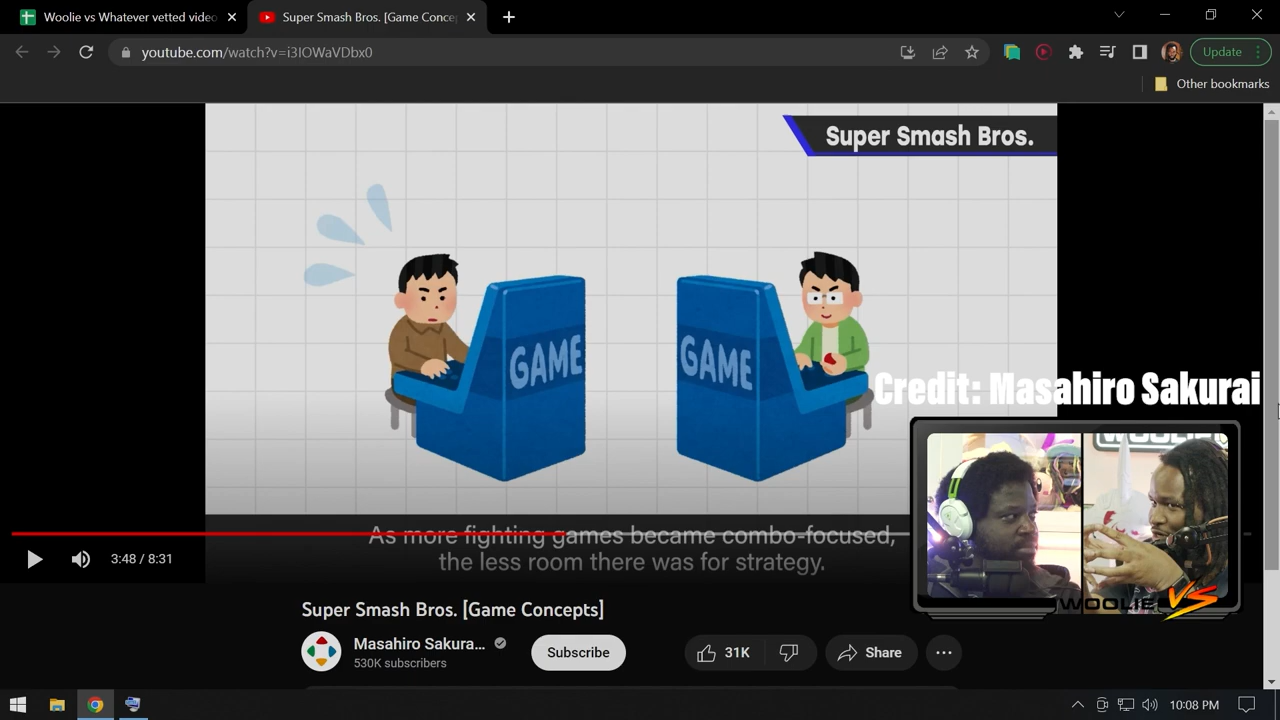 Woolie vs Whatever vetted video
Super Smash Bros. [Game Conce
youtube.com/watch?v=i3IOWaVDbx0
Update
Other bookmarks
Super Smash Bros.
GAME
GAME
Credit: Masahiro Sakurai
WOOLIE
As more fighting games became combo-focused,
the less room there was for strategy.
3:48 / 8:31
WOOLIE VS
Super Smash Bros. [Game Concepts]
Masahiro Sakura...
530K subscribers
Subscribe
31K
Share
10:08 PM